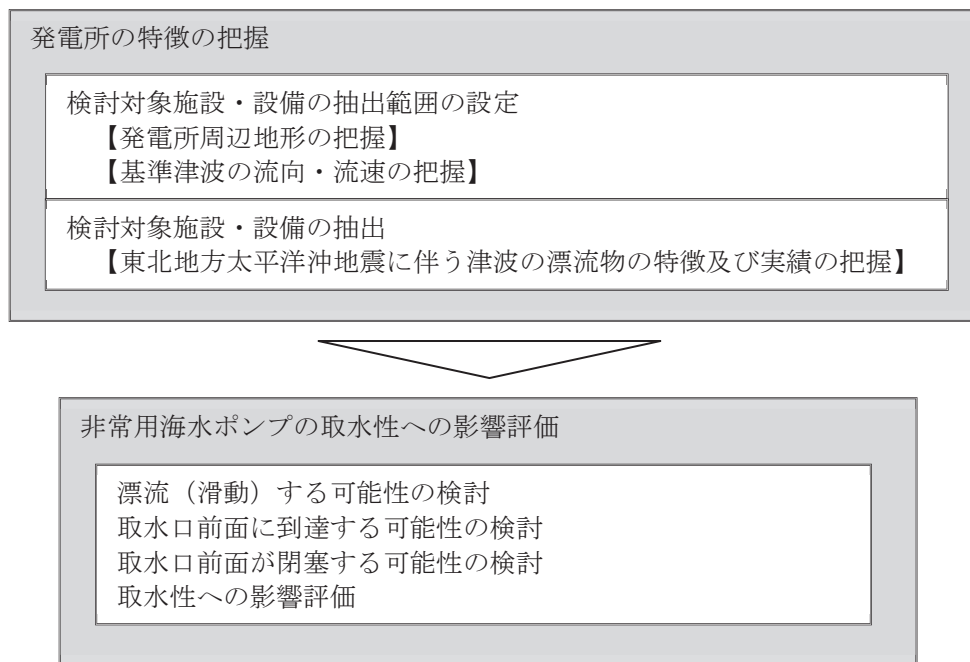 発電所の特徴の把握
検討対象施設・設備の抽出範囲の設定
【発電所周辺地形の把握】
【基準津波の流向・流速の把握】
検討対象施設・設備の抽出
【東北地方太平洋沖地震に伴う津波の漂流物の特徴及び実績の把握】
非常用海水ポンプの取水性への影響評価
漂流（滑動）する可能性の検討
取水口前面に到達する可能性の検討
取水口前面が閉塞する可能性の検討
取水性への影響評価